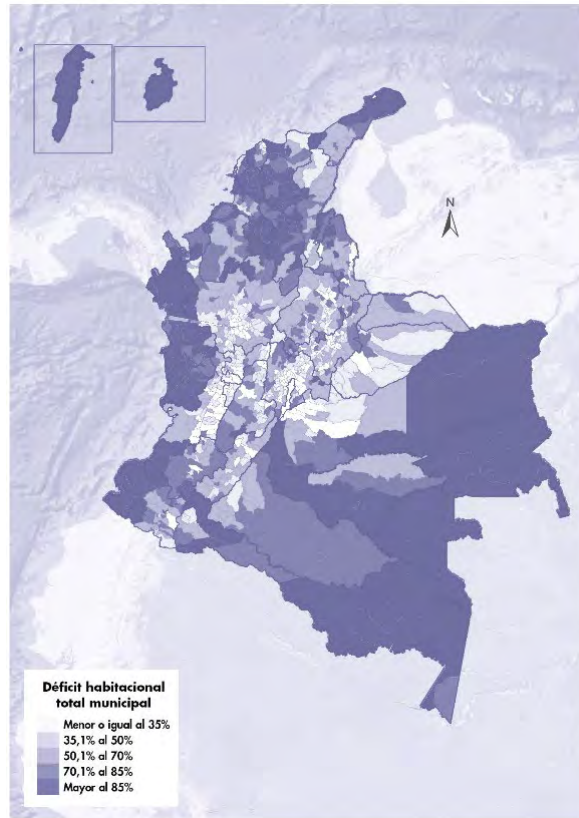 N
Déficit habitacional
total municipal
Menor o igual al 35%
35,1% al 50%
50,1% al 70%
70,1% al 85%
Mayor al 85%